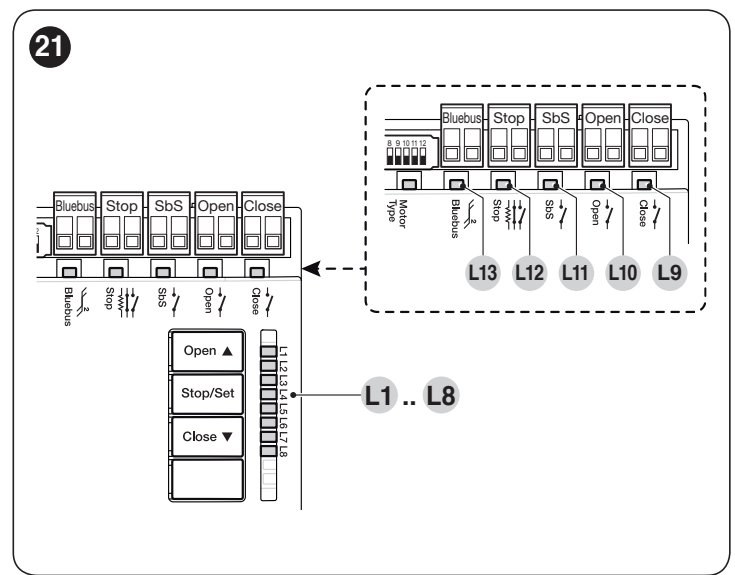 21
Bluebus Stop SbS Open Close
8 9 10 11 12
Motor Type
Bluebus
Stop
SbS
Open
Close
L13 L12 L11 L10 L9
Bluebus Stop SbS Open Close
2
Bluebus
Stop
SbS
Open
Close
Open ▲
Stop/Set
Close ▼
L1 L2 L3 L4 L5 L6 L7 L8
L1 .. L8